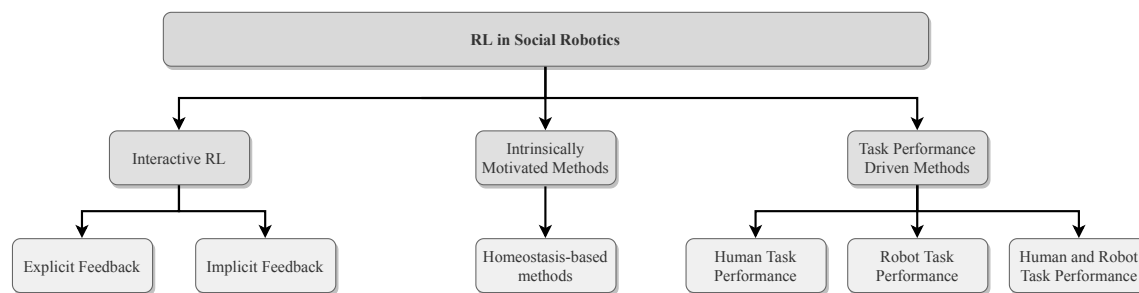 RL in Social Robotics
Interactive RL
Intrinsically
Motivated Methods
Task Performance
Driven Methods
Explicit Feedback
Implicit Feedback
Homeostasis-based
methods
Human Task
Performance
Robot Task
Performance
Human and Robot
Task Performance